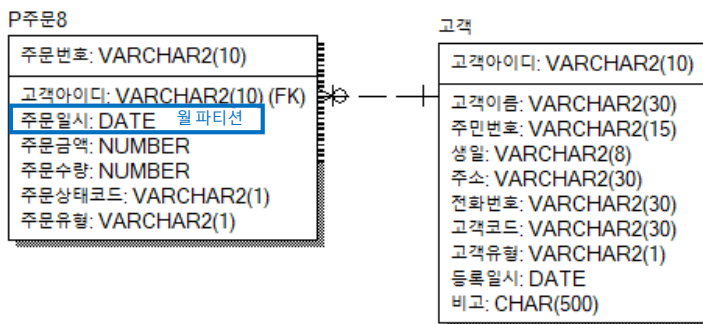 P주문8
주문번호: VARCHAR2(10)
고객아이디: VARCHAR2(10) (FK)
주문일시: DATE 월 파티션
주문금액: NUMBER
주문수량: NUMBER
주문상태코드: VARCHAR2(1)
주문유형: VARCHAR2(1)
고객
고객아이디: VARCHAR2(10)
고객이름: VARCHAR2(30)
주민번호: VARCHAR2(15)
생일: VARCHAR2(8)
주소: VARCHAR2(30)
전화번호: VARCHAR2(30)
고객코드: VARCHAR2(30)
고객유형: VARCHAR2(1)
등록일시: DATE
비고: CHAR(500)